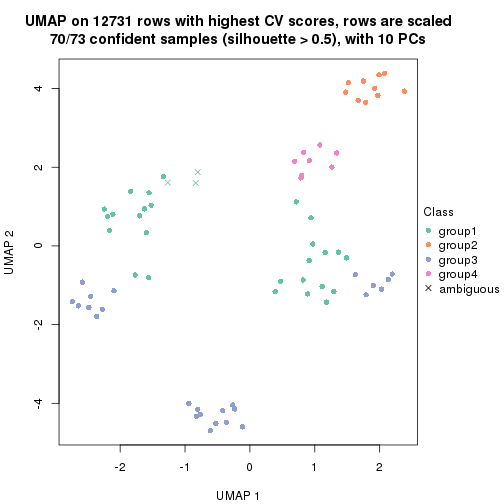 UMAP on 12731 rows with highest CV scores, rows are scaled
70/73 confident samples (silhouette > 0.5), with 10 PCs
4
2
0
-2
-4
UMAP 2
-2
-1
0
1
2
UMAP 1
Class
group1
group2
group3
group4
ambiguous